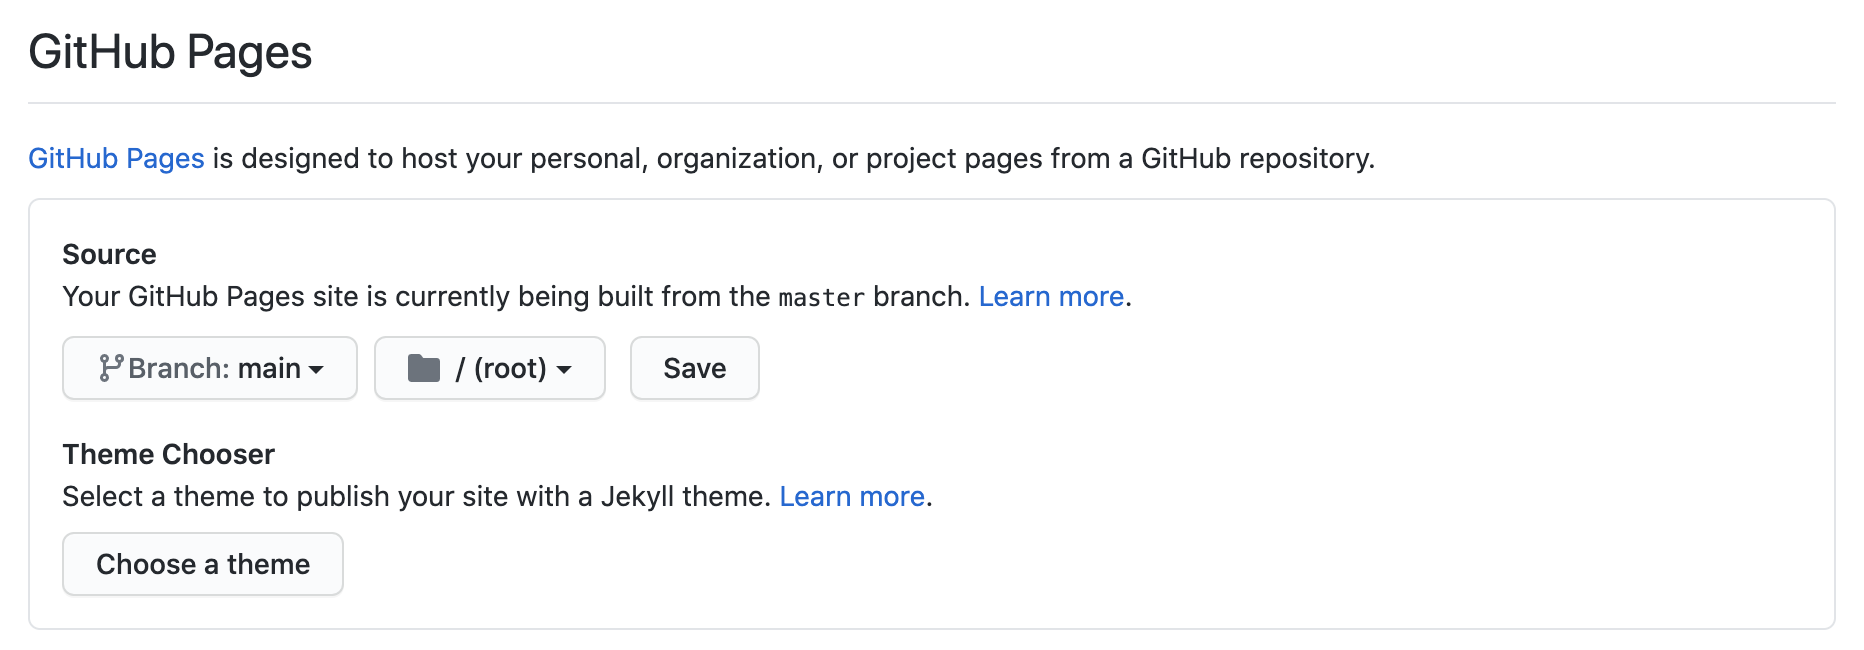 GitHub Pages
GitHub Pages is designed to host your personal, organization, or project pages from a GitHub repository.
Source
Your GitHub Pages site is currently being built from the master branch. Learn more.
Branch: main / (root) Save
Theme Chooser
Select a theme to publish your site with a Jekyll theme. Learn more.
Choose a theme